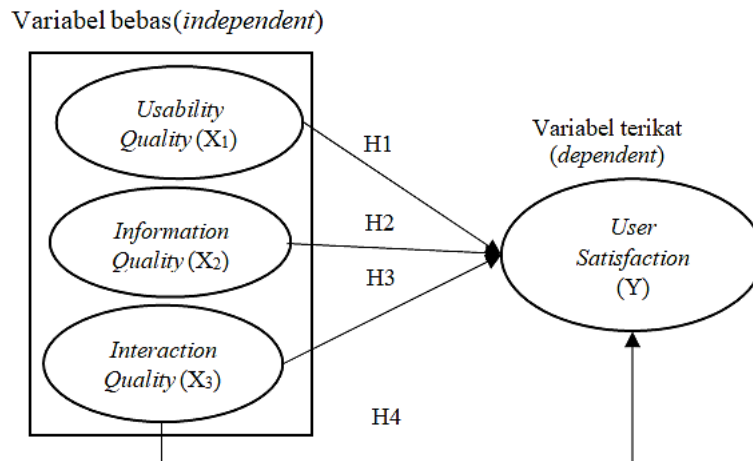 Variabel bebas(independent)
Usability
Quality (X₁)
H1
Variabel terikat
(dependent)
Information
Quality (X₂)
H2
User
Satisfaction
(Y)
H3
Interaction
Quality (X₃)
H4